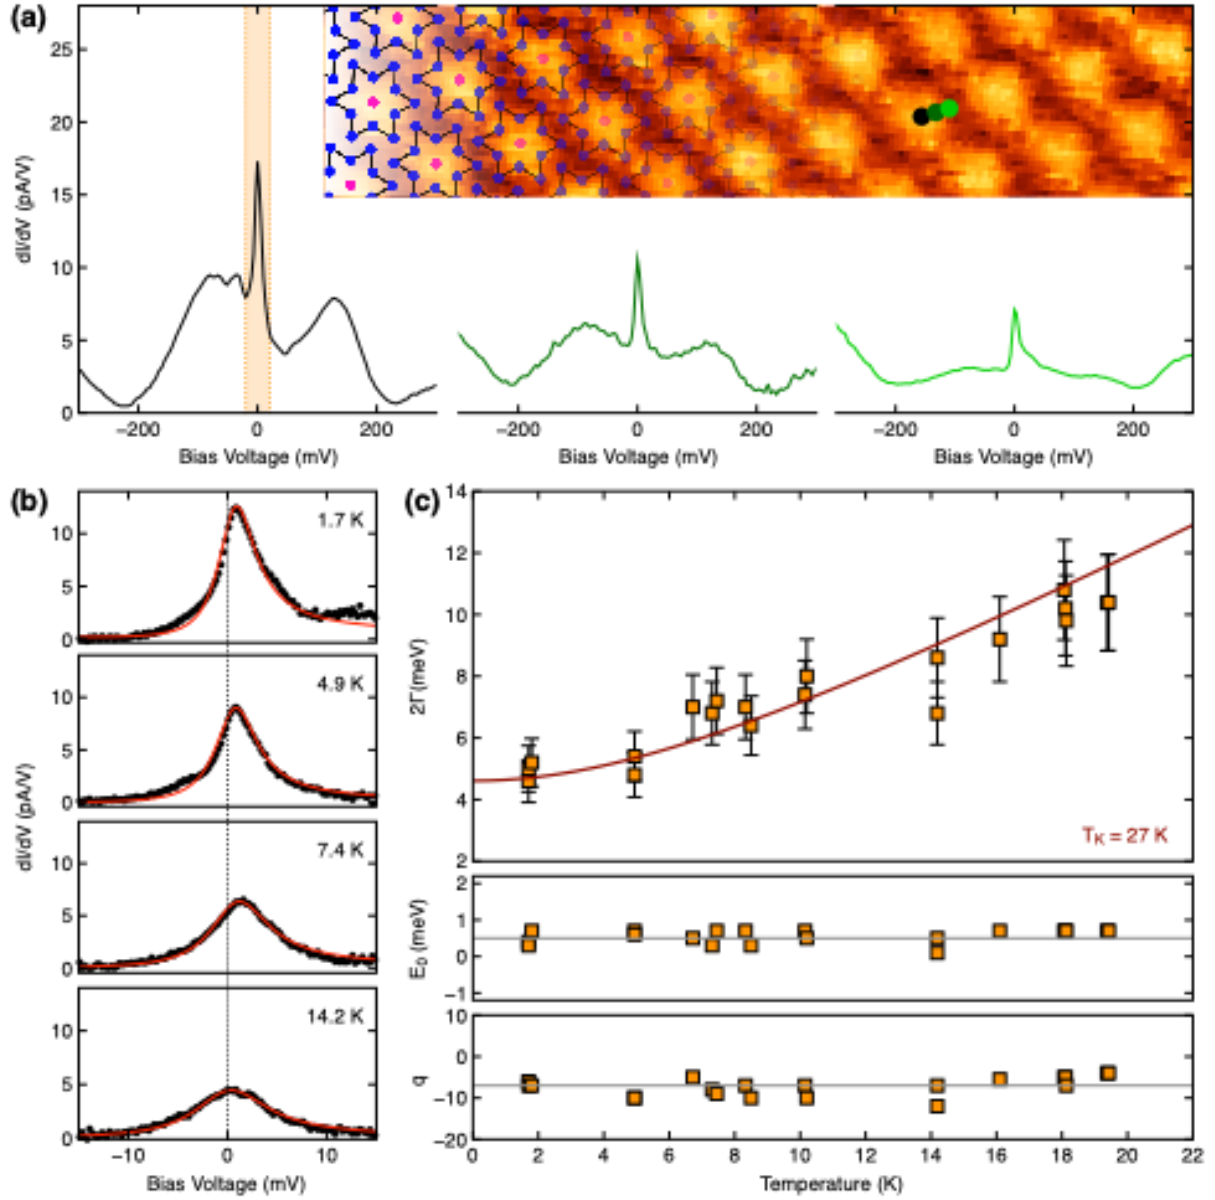 (a)
25
20
15
10
5
0
dI/dV (pA/V)
−200 0 200
−200 0 200
−200 0 200
Bias Voltage (mV)
Bias Voltage (mV)
Bias Voltage (mV)
(b)
1.7 K
10
5
0
4.9 K
10
5
0
7.4 K
10
5
0
14.2 K
10
5
0
dI/dV (pA/V)
−10 0 10
Bias Voltage (mV)
(c)
14
12
10
8
6
4
2
2Γ(meV)
T_K = 27 K
2
1
0
−1
E₀ (meV)
10
0
−10
−20
q
0 2 4 6 8 10 12 14 16 18 20 22
Temperature (K)